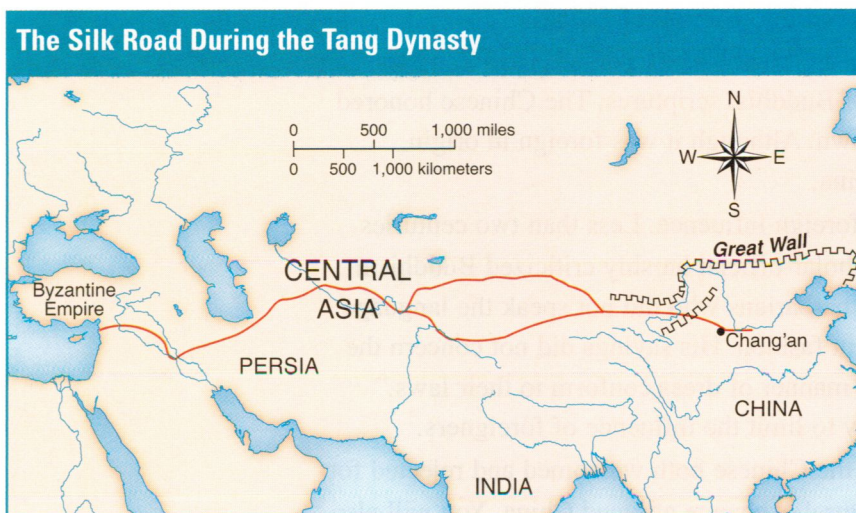 The Silk Road During the Tang Dynasty
0 500 1,000 miles
0 500 1,000 kilometers
N
W E
S
Great Wall
CENTRAL
ASIA
Byzantine
Empire
PERSIA
Chang'an
CHINA
INDIA